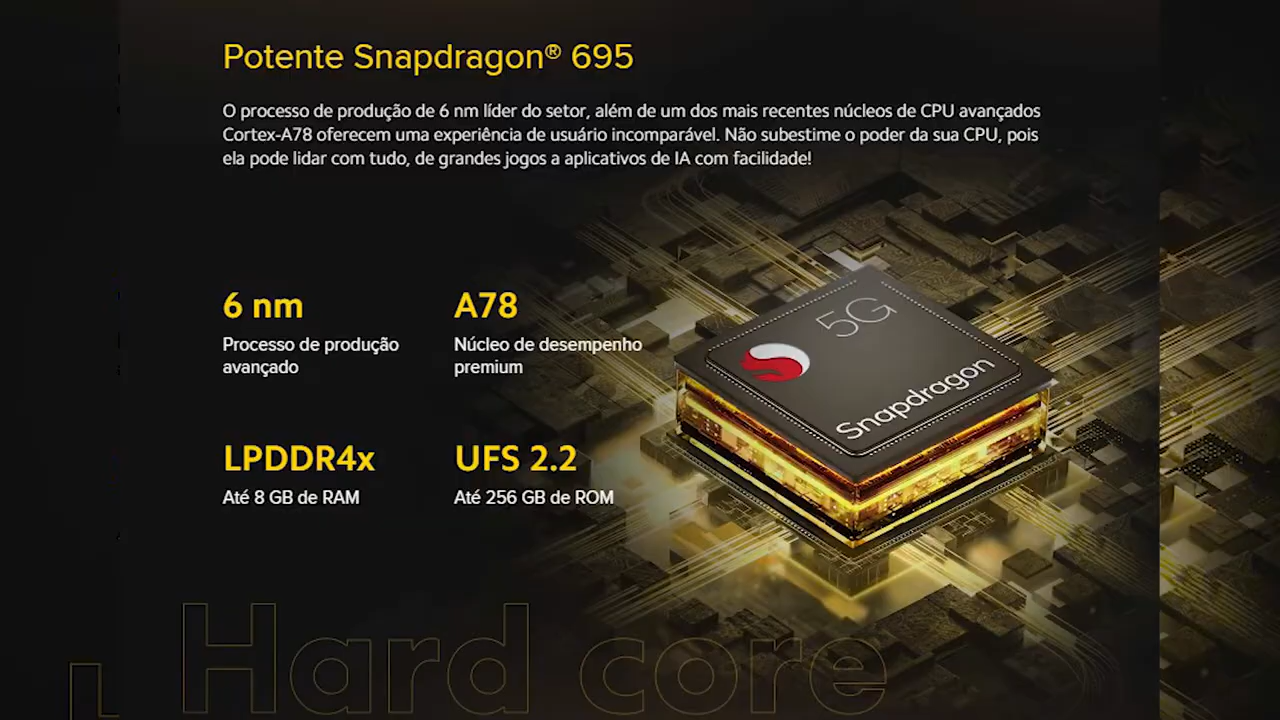 Potente Snapdragon® 695
O processo de produção de 6 nm líder do setor, além de um dos mais recentes núcleos de CPU avançados
Cortex-A78 oferecem uma experiência de usuário incomparável. Não subestime o poder da sua CPU, pois
ela pode lidar com tudo, de grandes jogos a aplicativos de IA com facilidade!
6 nm
Processo de produção
avançado
A78
Núcleo de desempenho
premium
5G
Snapdragon
LPDDR4x
Até 8 GB de RAM
UFS 2.2
Até 256 GB de ROM
Hard core